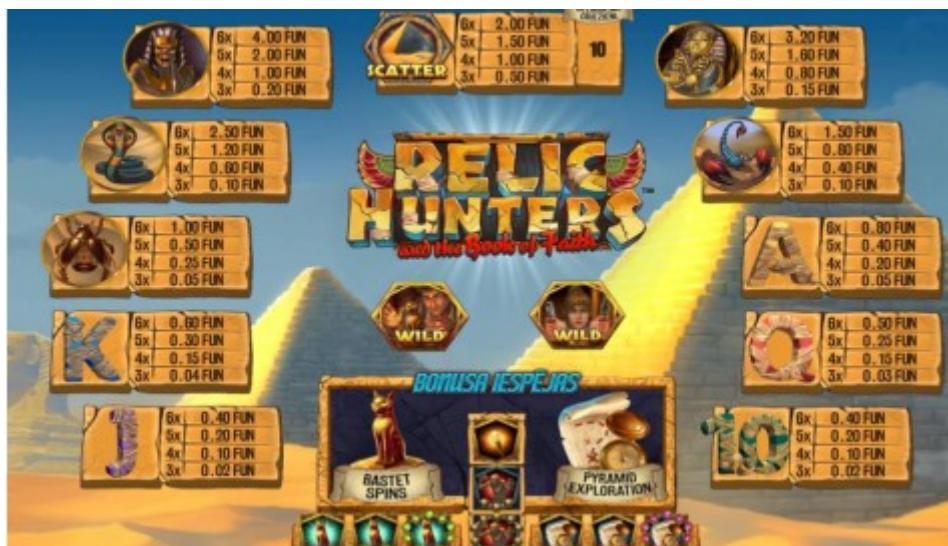 6x 4.00 FUN
5x 2.00 FUN
4x 1.00 FUN
3x 0.20 FUN
SCATTER
6x 2.00 FUN
5x 1.50 FUN
4x 1.00 FUN
3x 0.50 FUN
10
6x 3.20 FUN
5x 1.60 FUN
4x 0.80 FUN
3x 0.15 FUN
6x 2.50 FUN
5x 1.20 FUN
4x 0.60 FUN
3x 0.10 FUN
RELIC
HUNTERS™
and the Book of Faith
6x 1.50 FUN
5x 0.80 FUN
4x 0.40 FUN
3x 0.10 FUN
6x 1.00 FUN
5x 0.50 FUN
4x 0.25 FUN
3x 0.05 FUN
A
6x 0.80 FUN
5x 0.40 FUN
4x 0.20 FUN
3x 0.05 FUN
WILD
WILD
K
6x 0.60 FUN
5x 0.30 FUN
4x 0.15 FUN
3x 0.04 FUN
Q
6x 0.50 FUN
5x 0.25 FUN
4x 0.15 FUN
3x 0.03 FUN
BONUSA IESPEJAS
J
6x 0.40 FUN
5x 0.20 FUN
4x 0.10 FUN
3x 0.02 FUN
BASTET
SPINS
PYRAMID
EXPLORATION
10
6x 0.40 FUN
5x 0.20 FUN
4x 0.10 FUN
3x 0.02 FUN